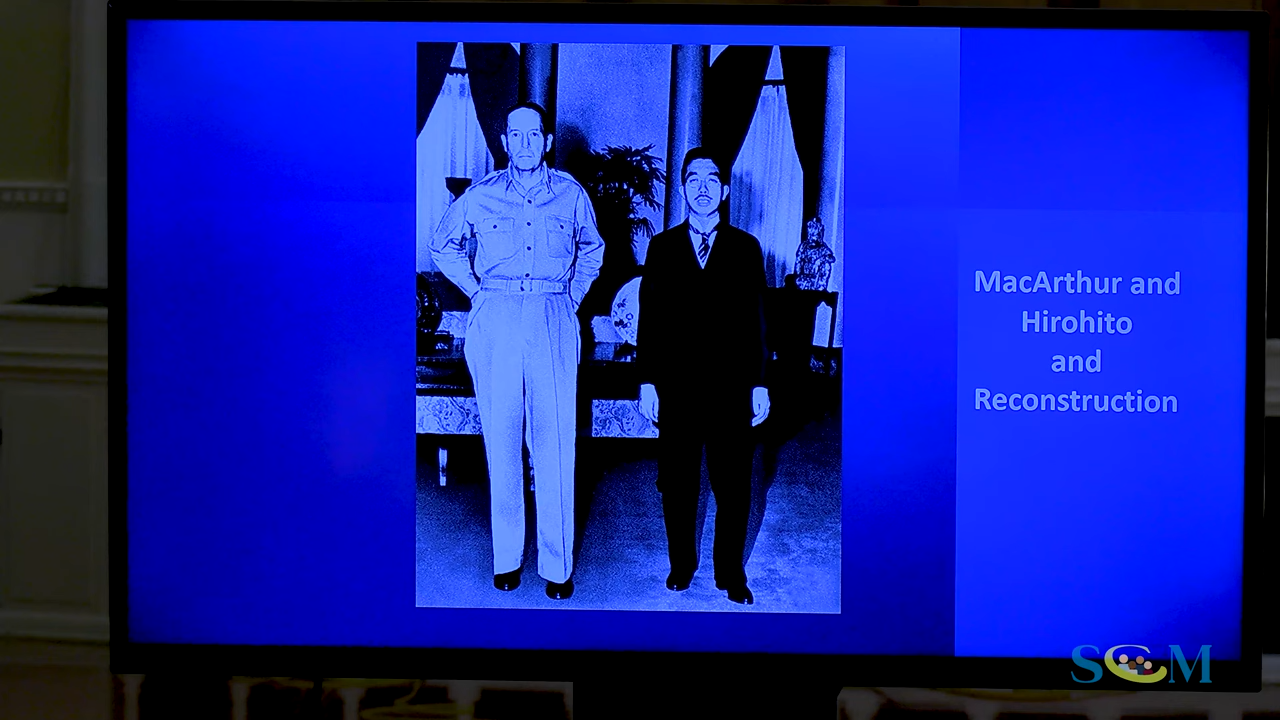 MacArthur and
Hirohito
and
Reconstruction
SCM